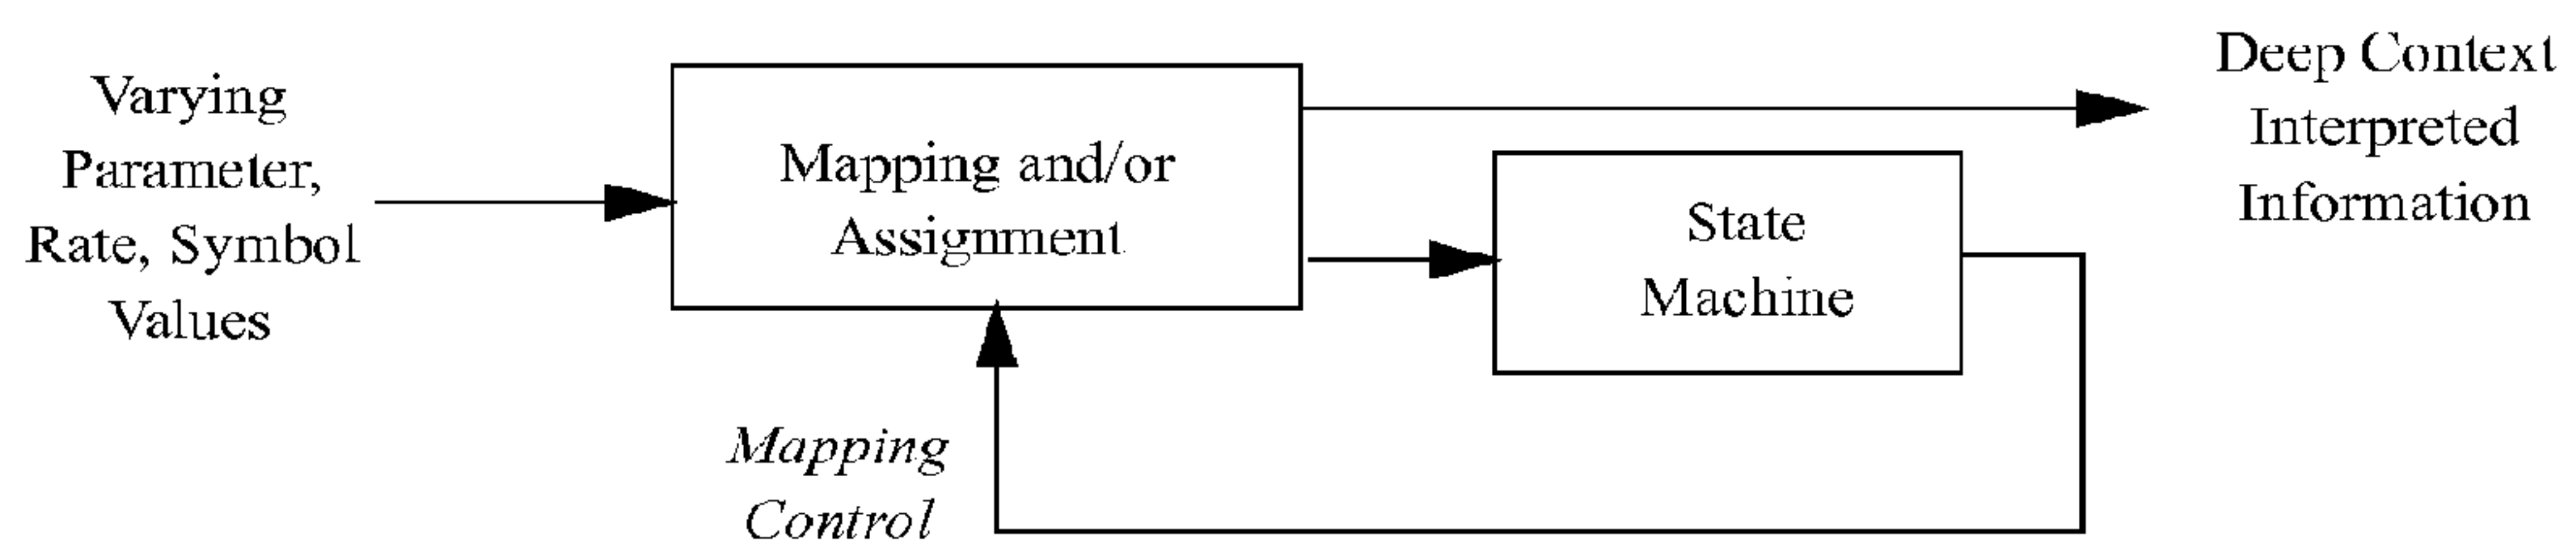 Varying
Parameter,
Rate, Symbol
Values
Mapping and/or
Assignment
State
Machine
Deep Context
Interpreted
Information
Mapping
Control